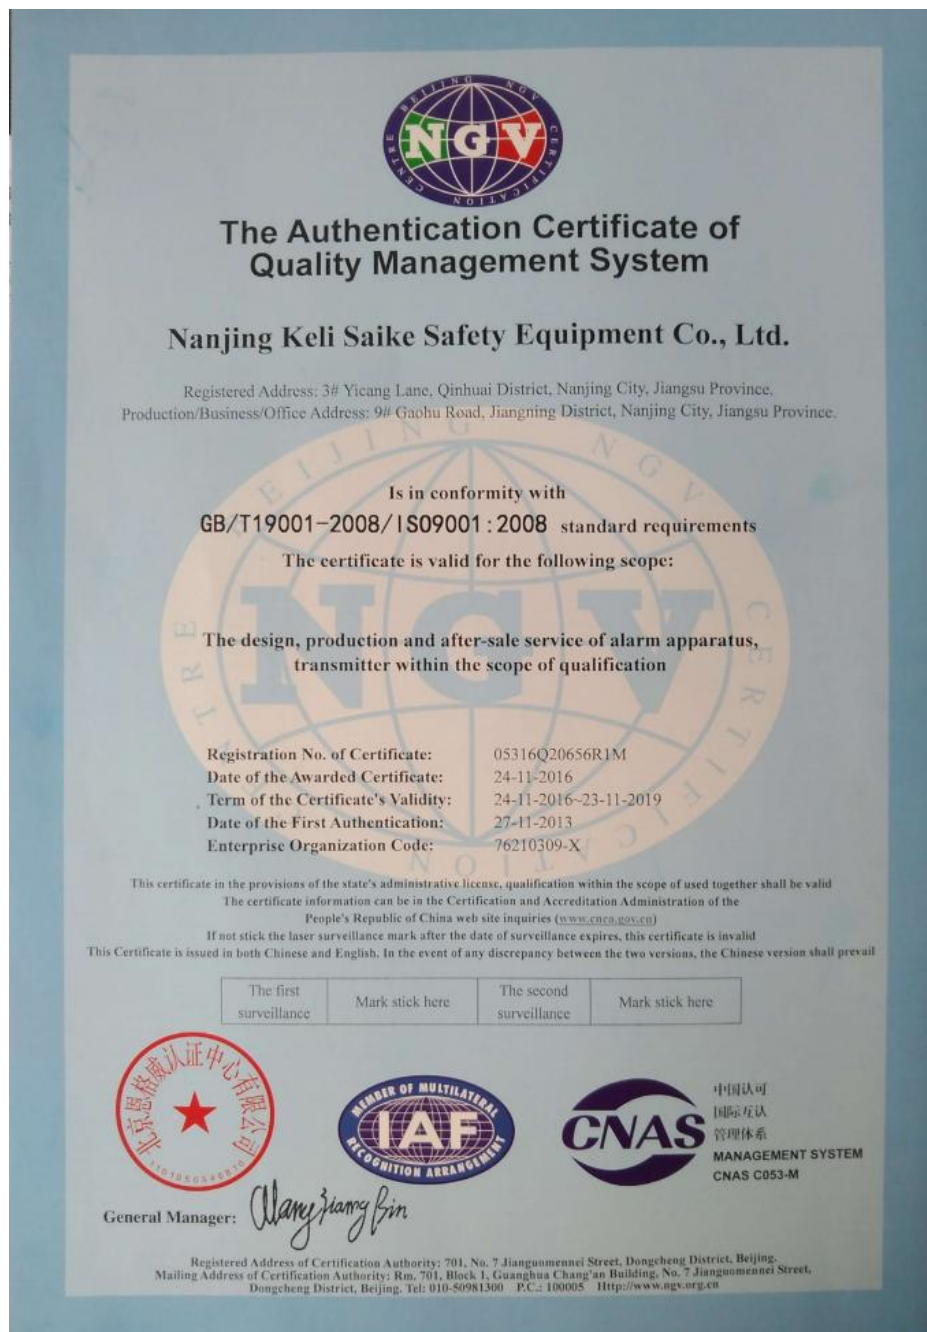 BEIJING NGV CERTIFICATION CENTRE
NGV
The Authentication Certificate of
Quality Management System
Nanjing Keli Saike Safety Equipment Co., Ltd.
Registered Address: 3# Yicang Lane, Qinhuai District, Nanjing City, Jiangsu Province,
Production/Business/Office Address: 9# Gaohu Road, Jiangning District, Nanjing City, Jiangsu Province.
BEIJING NGV CERTIFICATION CENTRE
NGV
Is in conformity with
GB/T19001-2008/ISO9001:2008 standard requirements
The certificate is valid for the following scope:
The design, production and after-sale service of alarm apparatus,
transmitter within the scope of qualification
Registration No. of Certificate: 05316Q20656R1M
Date of the Awarded Certificate: 24-11-2016
Term of the Certificate's Validity: 24-11-2016~23-11-2019
Date of the First Authentication: 27-11-2013
Enterprise Organization Code: 76210309-X
This certificate in the provisions of the state's administrative license, qualification within the scope of used together shall be valid
The certificate information can be in the Certification and Accreditation Administration of the
People's Republic of China web site inquiries (www.cnca.gov.cn)
If not stick the laser surveillance mark after the date of surveillance expires, this certificate is invalid
This Certificate is issued in both Chinese and English. In the event of any discrepancy between the two versions, the Chinese version shall prevail
The first surveillance
Mark stick here
The second surveillance
Mark stick here
北京恩格威认证中心有限公司
MEMBER OF MULTILATERAL
IAF
RECOGNITION ARRANGEMENT
CNAS
中国认可
国际互认
管理体系
MANAGEMENT SYSTEM
CNAS C053-M
General Manager: Wang Xiang Bin
Registered Address of Certification Authority: 701, No. 7 Jianguomennei Street, Dongcheng District, Beijing.
Mailing Address of Certification Authority: Rm. 701, Block 1, Guanghua Chang'an Building, No. 7 Jianguomennei Street,
Dongcheng District, Beijing. Tel: 010-50981300 P.C.: 100005 Http://www.ngv.org.cn